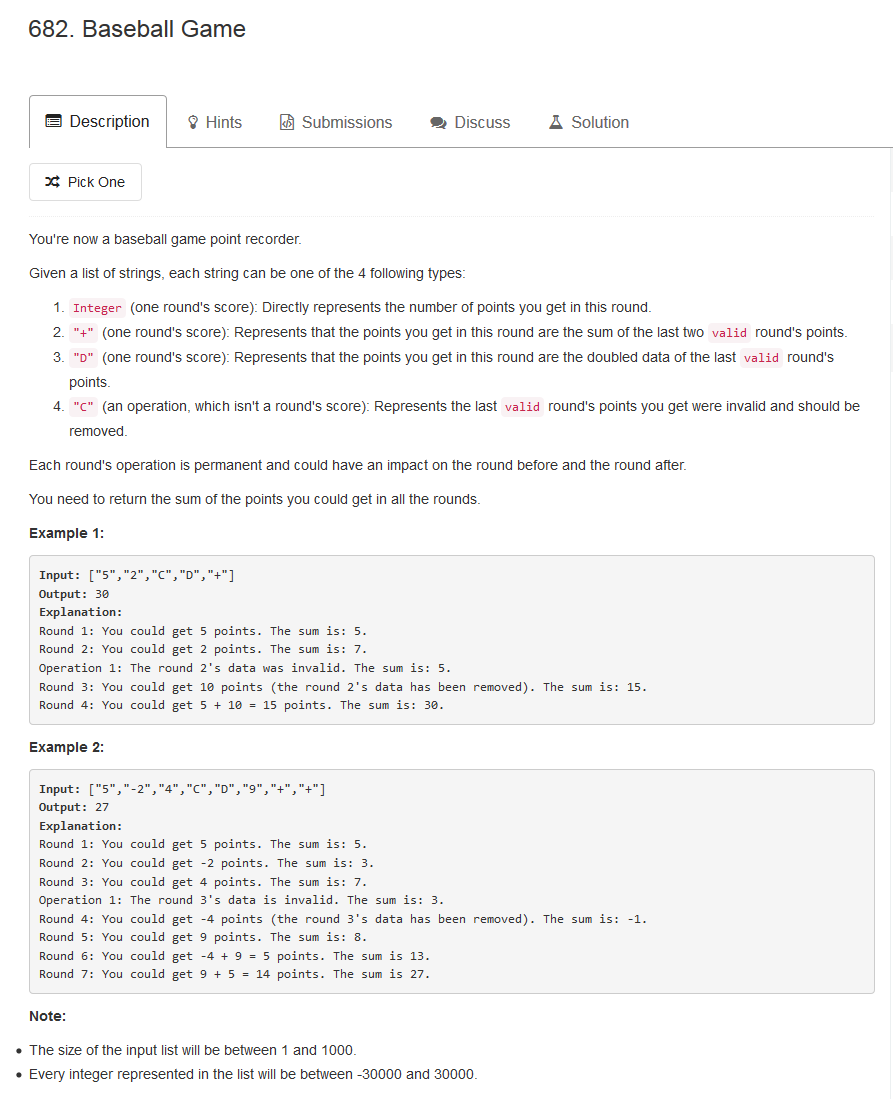 682. Baseball Game
Description
Hints
Submissions
Discuss
Solution
Pick One
You're now a baseball game point recorder.
Given a list of strings, each string can be one of the 4 following types:
1. Integer (one round's score): Directly represents the number of points you get in this round.
2. "+" (one round's score): Represents that the points you get in this round are the sum of the last two valid round's points.
3. "D" (one round's score): Represents that the points you get in this round are the doubled data of the last valid round's
points.
4. "C" (an operation, which isn't a round's score): Represents the last valid round's points you get were invalid and should be
removed.
Each round's operation is permanent and could have an impact on the round before and the round after.
You need to return the sum of the points you could get in all the rounds.
Example 1:
Input: ["5","2","C","D","+"]
Output: 30
Explanation:
Round 1: You could get 5 points. The sum is: 5.
Round 2: You could get 2 points. The sum is: 7.
Operation 1: The round 2's data was invalid. The sum is: 5.
Round 3: You could get 10 points (the round 2's data has been removed). The sum is: 15.
Round 4: You could get 5 + 10 = 15 points. The sum is: 30.
Example 2:
Input: ["5","-2","4","C","D","9","+","+"]
Output: 27
Explanation:
Round 1: You could get 5 points. The sum is: 5.
Round 2: You could get -2 points. The sum is: 3.
Round 3: You could get 4 points. The sum is: 7.
Operation 1: The round 3's data is invalid. The sum is: 3.
Round 4: You could get -4 points (the round 3's data has been removed). The sum is: -1.
Round 5: You could get 9 points. The sum is: 8.
Round 6: You could get -4 + 9 = 5 points. The sum is 13.
Round 7: You could get 9 + 5 = 14 points. The sum is 27.
Note:
• The size of the input list will be between 1 and 1000.
• Every integer represented in the list will be between -30000 and 30000.